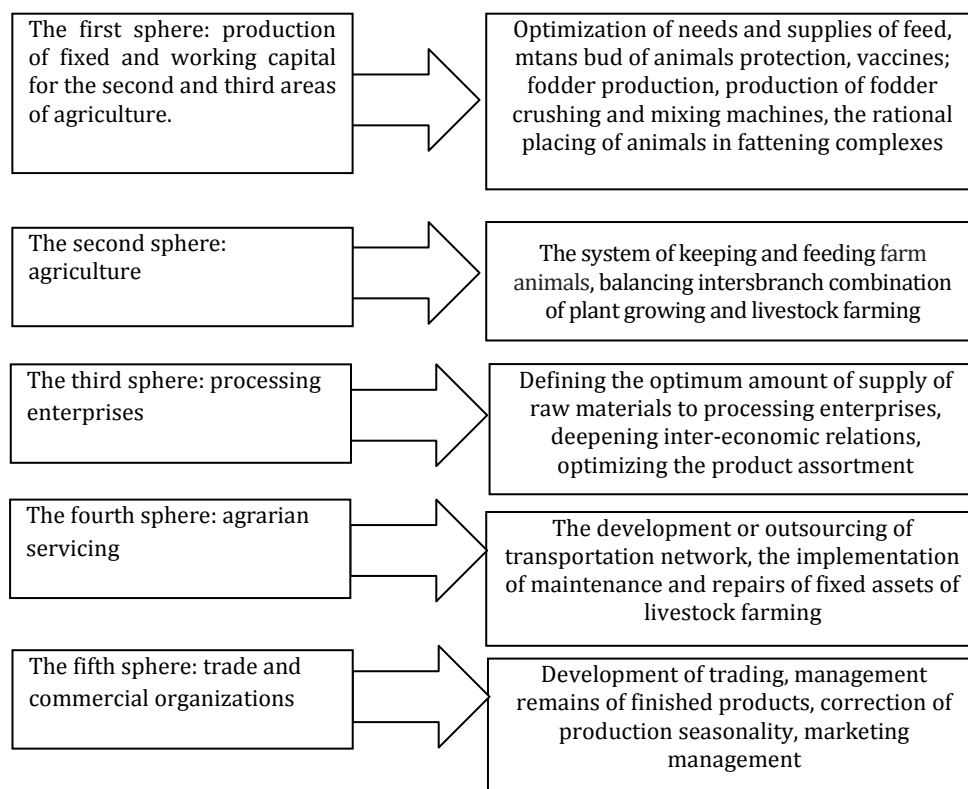 The first sphere: production
of fixed and working capital
for the second and third areas
of agriculture.
Optimization of needs and supplies of feed,
mtans bud of animals protection, vaccines;
fodder production, production of fodder
crushing and mixing machines, the rational
placing of animals in fattening complexes
The second sphere:
agriculture
The system of keeping and feeding farm
animals, balancing intersbranch combination
of plant growing and livestock farming
The third sphere: processing
enterprises
Defining the optimum amount of supply of
raw materials to processing enterprises,
deepening inter-economic relations,
optimizing the product assortment
The fourth sphere: agrarian
servicing
The development or outsourcing of
transportation network, the implementation
of maintenance and repairs of fixed assets of
livestock farming
The fifth sphere: trade and
commercial organizations
Development of trading, management
remains of finished products, correction of
production seasonality, marketing
management